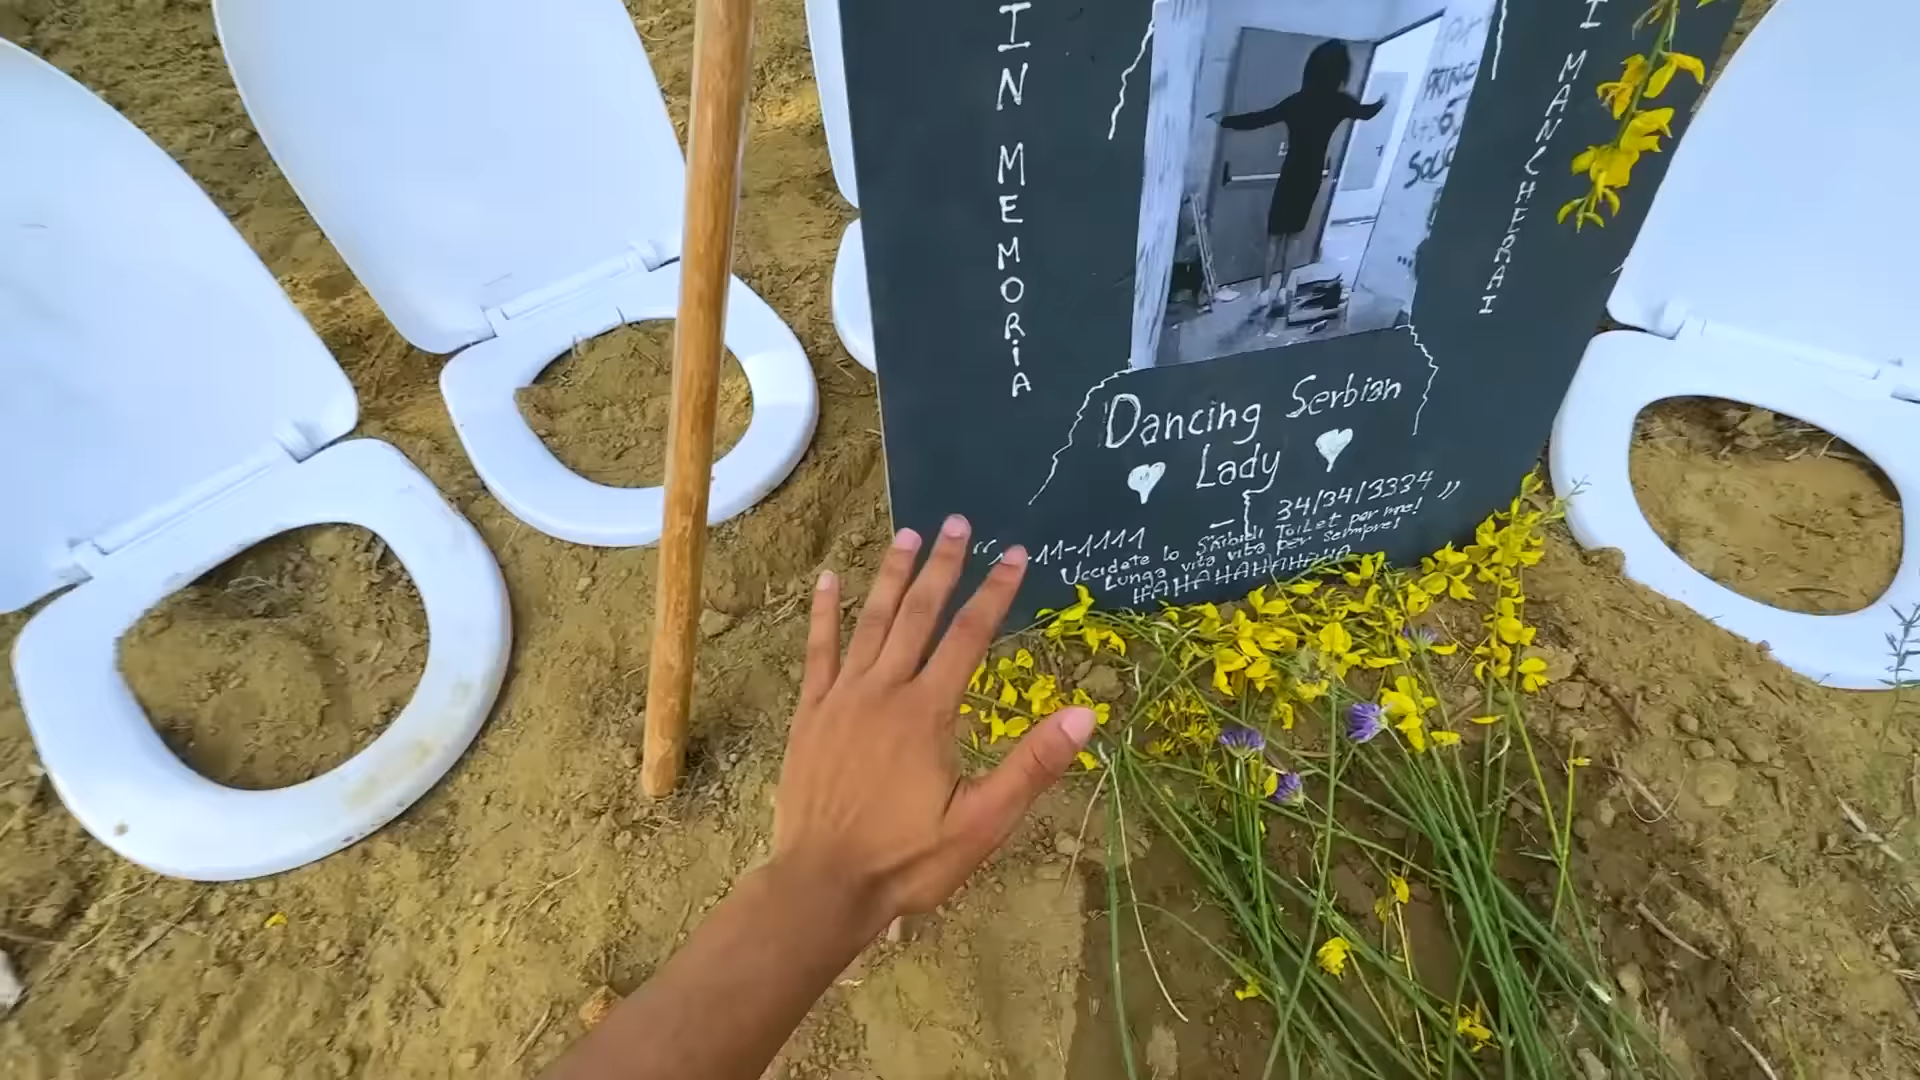 IN MEMORIA
I MANCHERAI
Dancing Serbian
Lady
34/34/3334 "
11-1111
Uccidete lo Skibidi Toilet per me!
Lunga vita vita per sempre!
HAHAHAHAHAHAHA